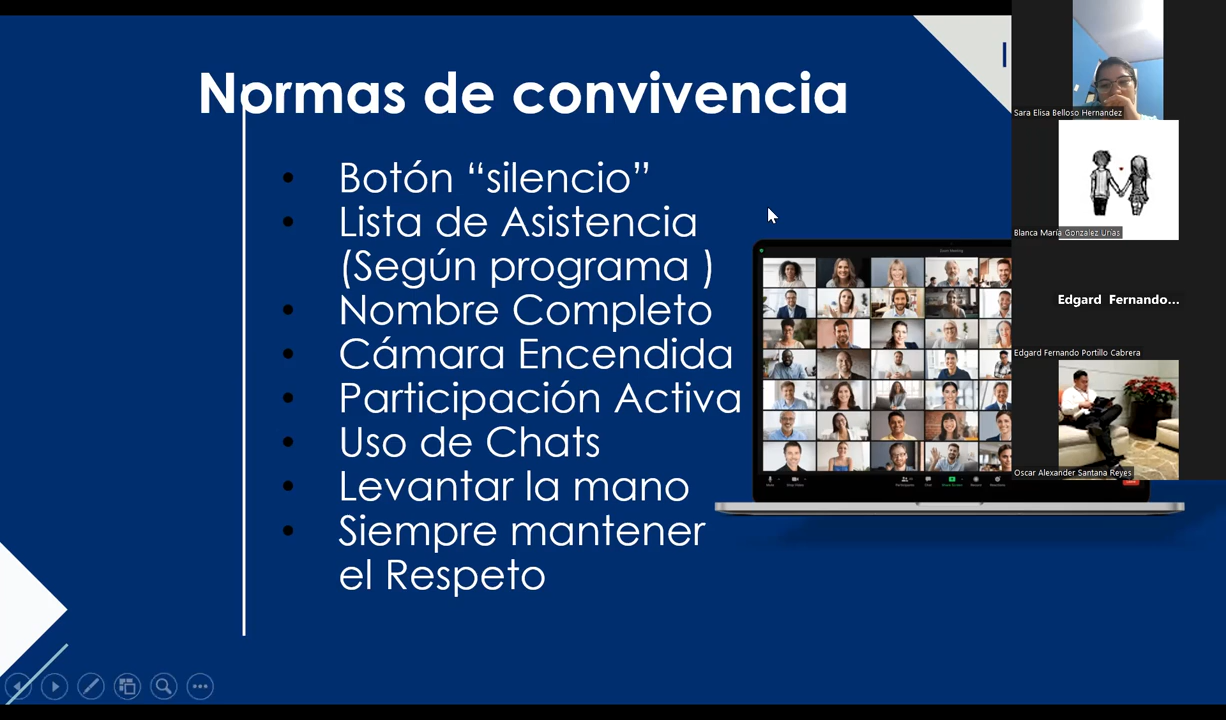 Normas de convivencia
Botón “silencio”
Lista de Asistencia
(Según programa )
Nombre Completo
Cámara Encendida
Participación Activa
Uso de Chats
Levantar la mano
Siempre mantener
el Respeto
Sara Elisa Belloso Hernandez
Blanca María Gonzalez Urias
Edgard Fernando...
Edgard Fernando Portillo Cabrera
Oscar Alexander Santana Reyes